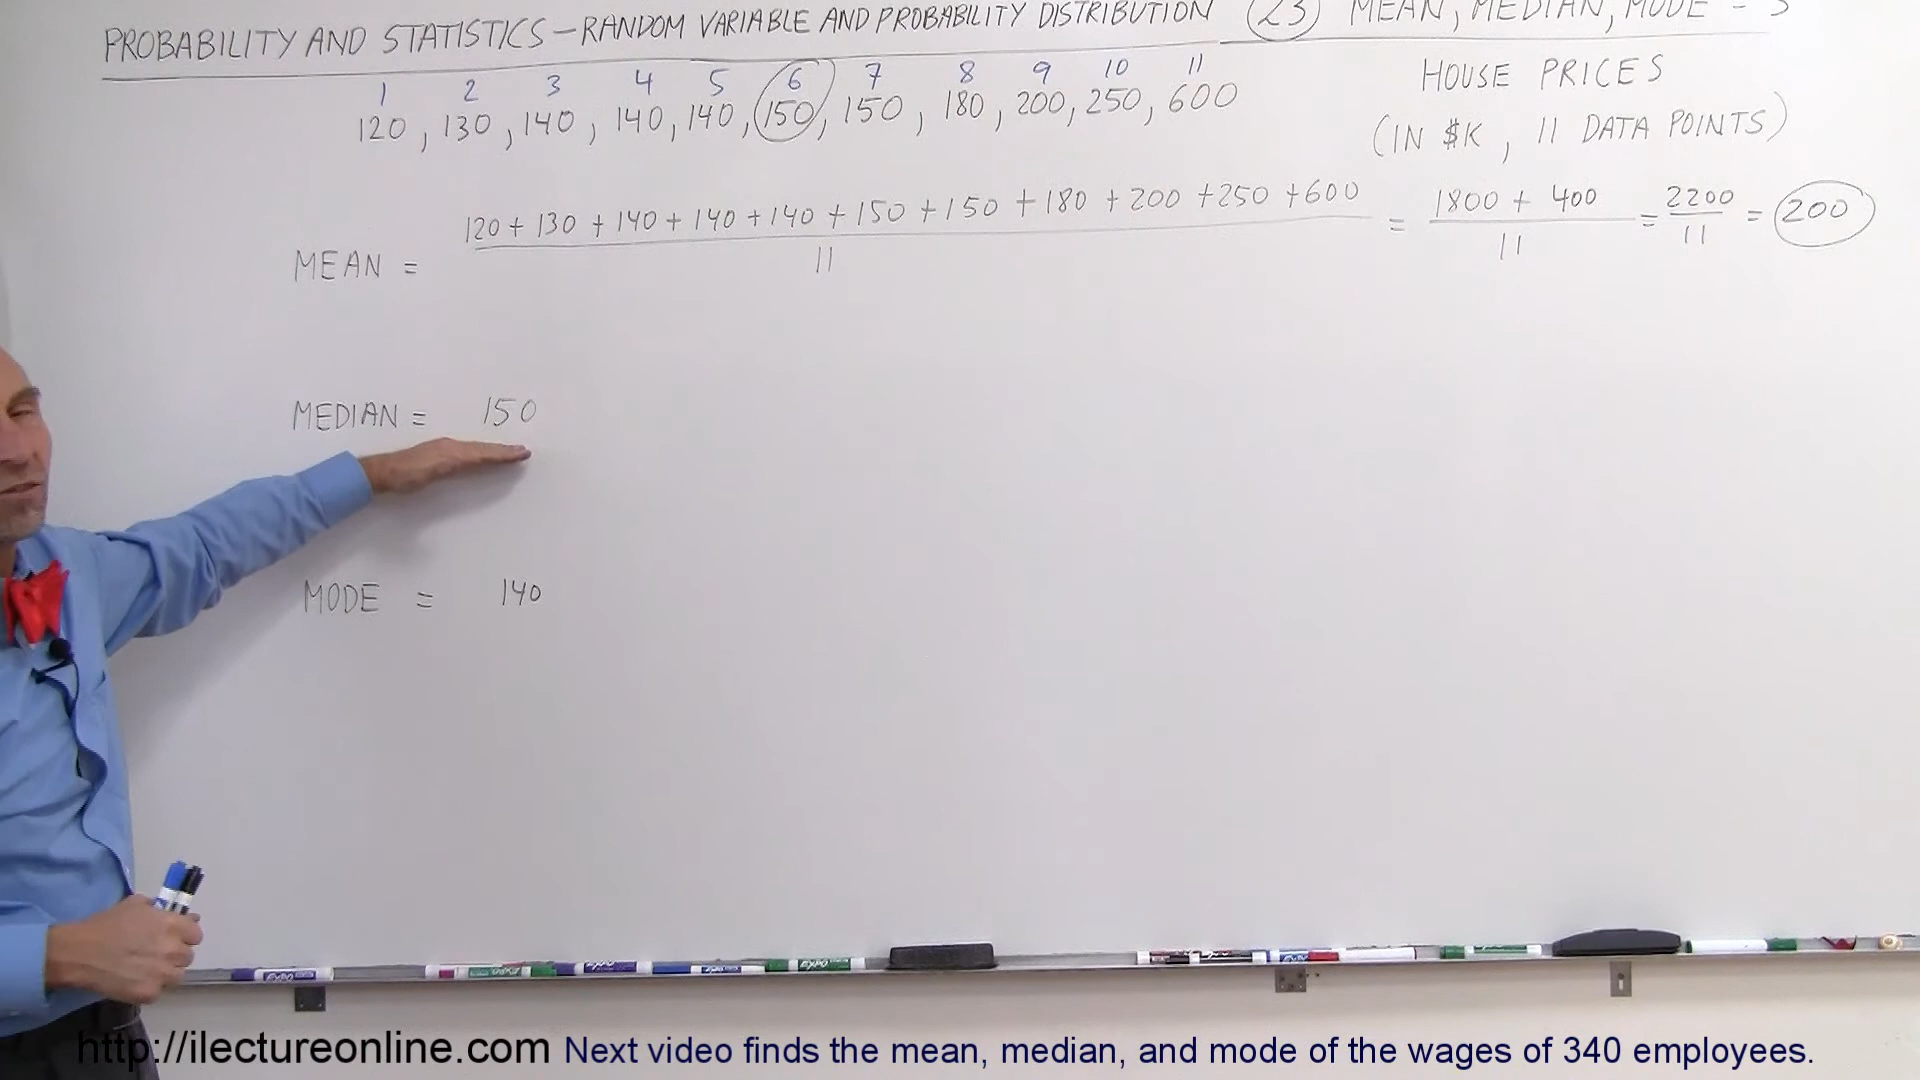 PROBABILITY AND STATISTICS – RANDOM VARIABLE AND PROBABILITY DISTRIBUTION 23 MEAN, MEDIAN, MODE - 3
1 2 3 4 5 6 7 8 9 10 11
120, 130, 140, 140, 140, 150, 150, 180, 200, 250, 600
HOUSE PRICES
(IN $K, 11 DATA POINTS)
MEAN = 120 + 130 + 140 + 140 + 140 + 150 + 150 + 180 + 200 + 250 + 600 / 11 = 1800 + 400 / 11 = 2200 / 11 = 200
MEDIAN = 150
MODE = 140
EXPO
http://ilectureonline.com Next video finds the mean, median, and mode of the wages of 340 employees.